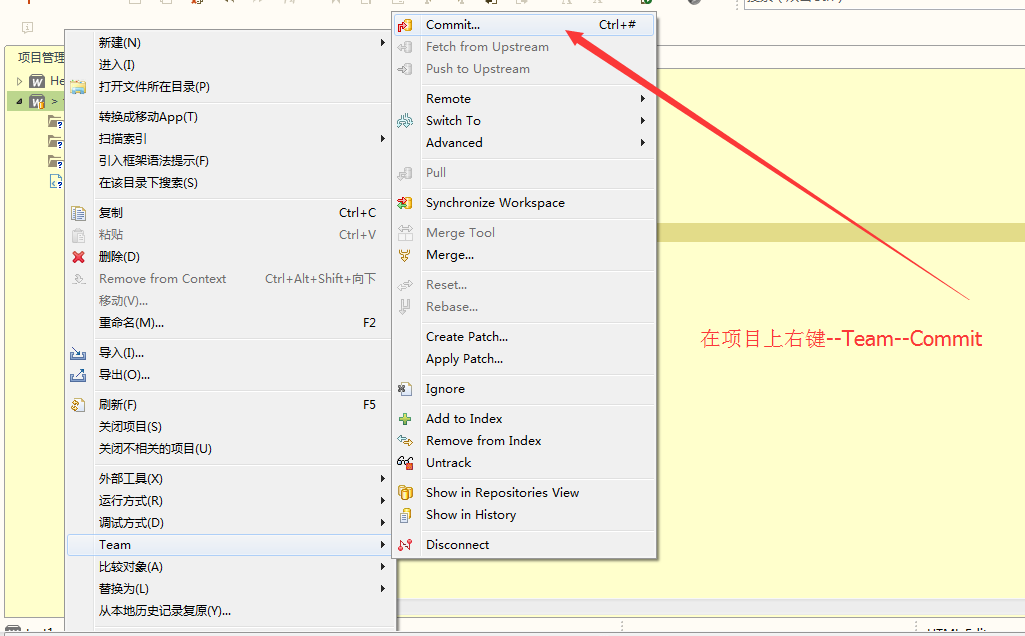 项目管理
He
新建(N)
进入(I)
打开文件所在目录(P)
转换成移动App(T)
扫描索引
引入框架语法提示(F)
在该目录下搜索(S)
复制 Ctrl+C
粘贴 Ctrl+V
删除(D)
Remove from Context Ctrl+Alt+Shift+向下
移动(V)...
重命名(M)... F2
导入(I)...
导出(O)...
刷新(F) F5
关闭项目(S)
关闭不相关的项目(U)
外部工具(X)
运行方式(R)
调试方式(D)
Team
比较对象(A)
替换为(L)
从本地历史记录复原(Y)...
Commit... Ctrl+#
Fetch from Upstream
Push to Upstream
Remote
Switch To
Advanced
Pull
Synchronize Workspace
Merge Tool
Merge...
Reset...
Rebase...
Create Patch...
Apply Patch...
Ignore
Add to Index
Remove from Index
Untrack
Show in Repositories View
Show in History
Disconnect
在项目上右键--Team--Commit